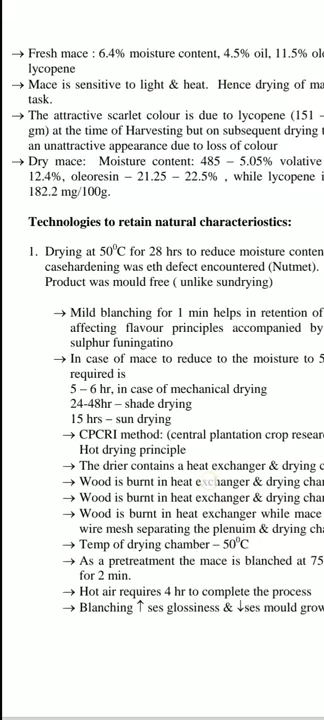 → Fresh mace : 6.4% moisture content, 4.5% oil, 11.5% ole
lycopene
→ Mace is sensitive to light & heat. Hence drying of ma
task.
→ The attractive scarlet colour is due to lycopene (151 –
gm) at the time of Harvesting but on subsequent drying t
an unattractive appearance due to loss of colour
→ Dry mace: Moisture content: 485 – 5.05% volative
12.4%, oleoresin – 21.25 – 22.5% , while lycopene i
182.2 mg/100g.
Technologies to retain natural characteriostics:
1. Drying at 50⁰C for 28 hrs to reduce moisture conten
casehardening was eth defect encountered (Nutmet).
Product was mould free ( unlike sundrying)
→ Mild blanching for 1 min helps in retention of
affecting flavour principles accompanied by
sulphur funingatino
→ In case of mace to reduce to the moisture to 5
required is
5 – 6 hr, in case of mechanical drying
24-48hr – shade drying
15 hrs – sun drying
→ CPCRI method: (central plantation crop resear
Hot drying principle
→ The drier contains a heat exchanger & drying c
→ Wood is burnt in heat exchanger & drying char
→ Wood is burnt in heat exchanger & drying char
→ Wood is burnt in heat exchanger while mace
wire mesh separating the plenuim & drying cha
→ Temp of drying chamber – 50⁰C
→ As a pretreatment the mace is blanched at 75
for 2 min.
→ Hot air requires 4 hr to complete the process
→ Blanching ↑ ses glossiness & ↓ses mould grow